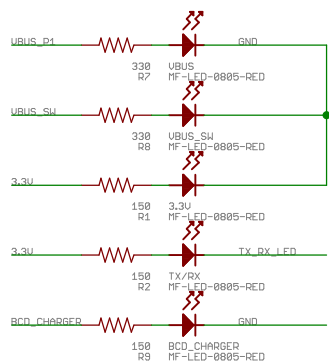 VBUS_P1 GND
330 VBUS
R7 MF-LED-0805-RED
VBUS_SW
330 VBUS_SW
R8 MF-LED-0805-RED
3.3V
150 3.3V
R1 MF-LED-0805-RED
3.3V TX_RX_LED
150 TX/RX
R2 MF-LED-0805-RED
BCD_CHARGER GND
150 BCD_CHARGER
R9 MF-LED-0805-RED